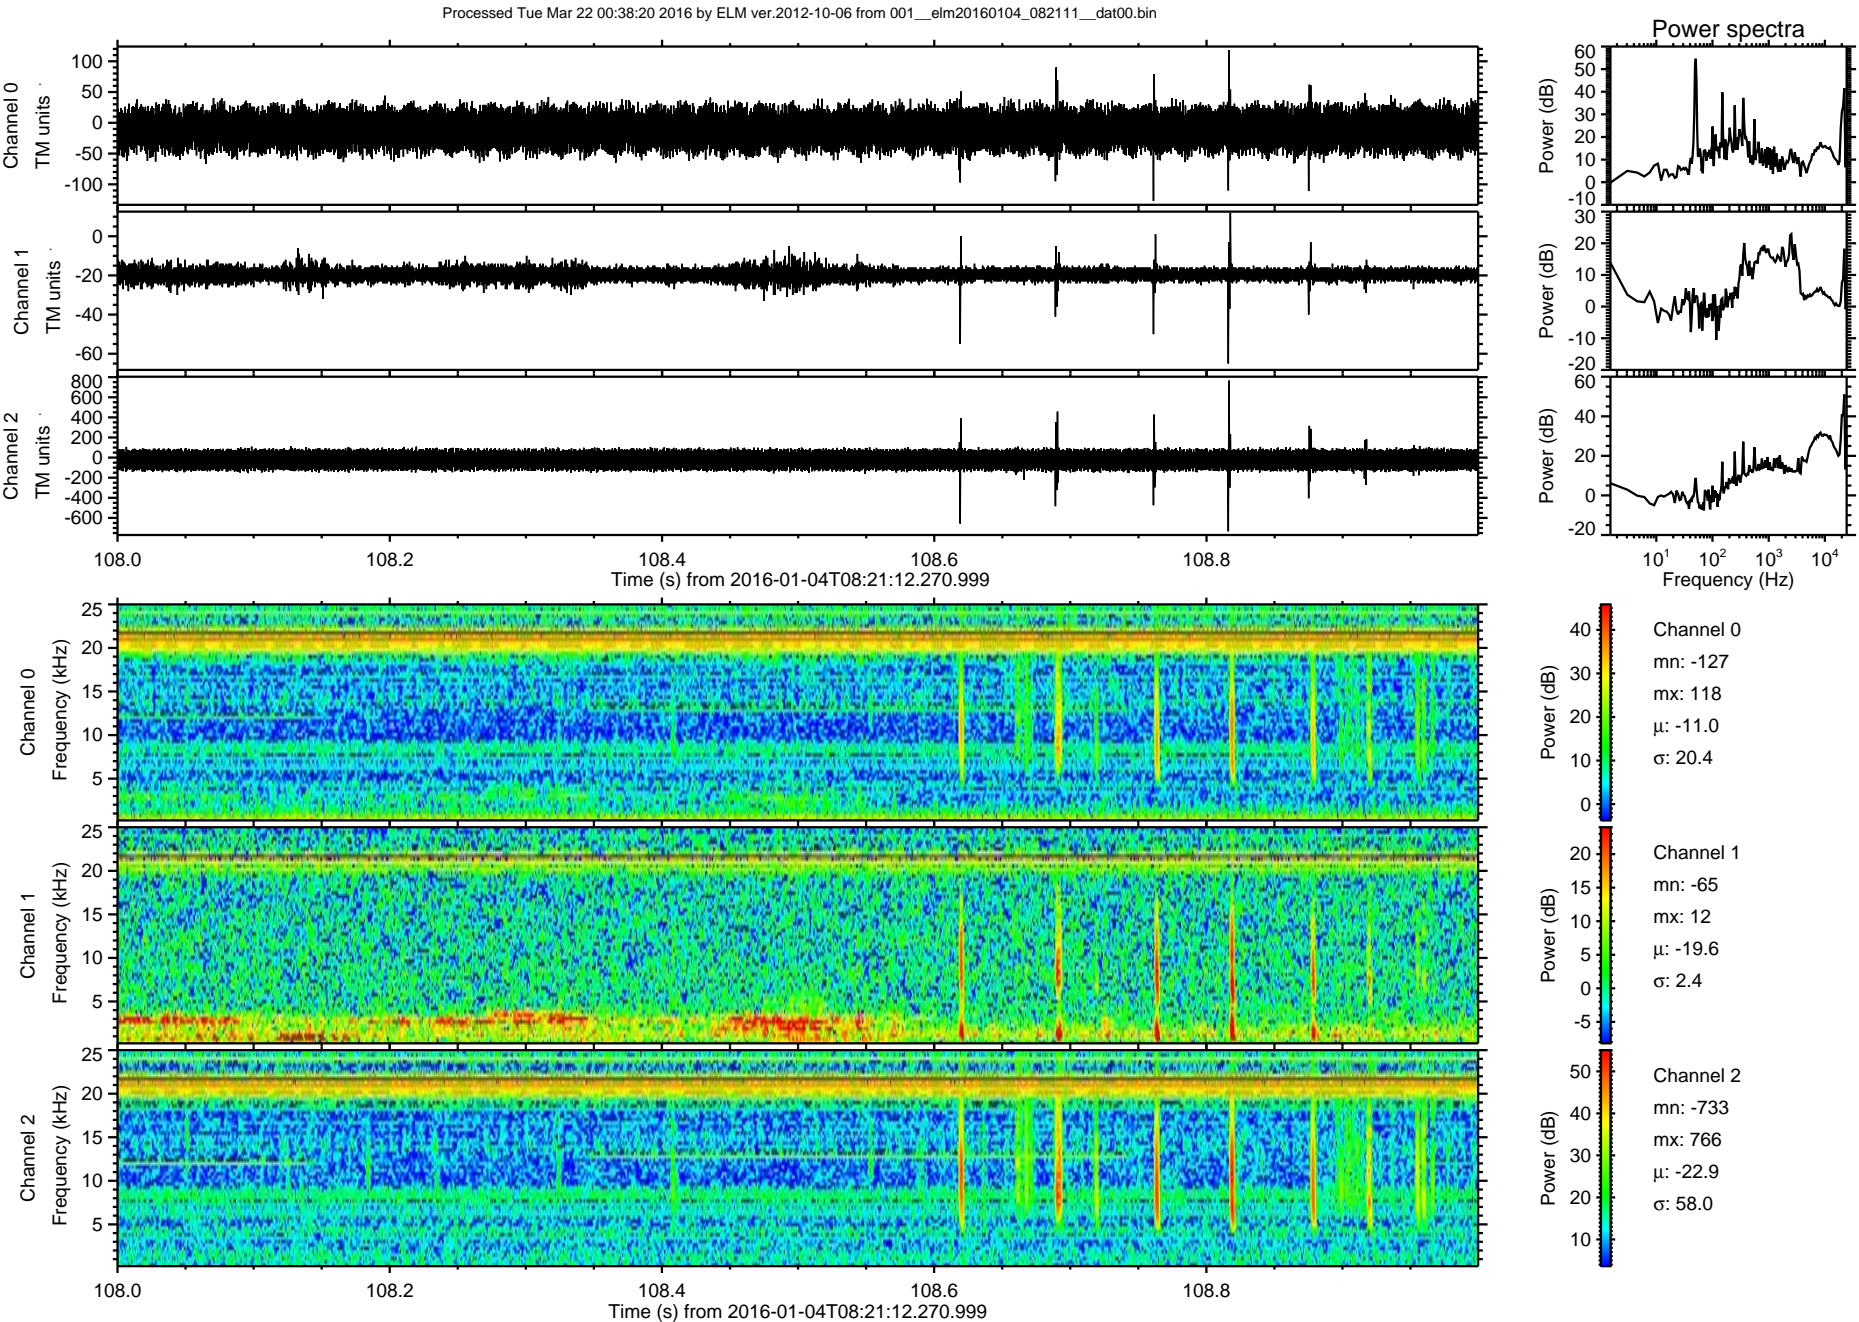 Processed Tue Mar 22 00:38:20 2016 by ELM ver.2012-10-06 from 001__elm20160104_082111__dat00.bin
Power spectra
Channel 0
TM units
100
50
0
-50
-100
Power (dB)
60
50
40
30
20
10
0
-10
Channel 1
TM units
0
-20
-40
-60
Power (dB)
30
20
10
0
-10
-20
Channel 2
TM units
800
600
400
200
0
-200
-400
-600
Power (dB)
60
40
20
0
-20
108.0 108.2 108.4 108.6 108.8
Time (s) from 2016-01-04T08:21:12.270.999
10¹ 10² 10³ 10⁴
Frequency (Hz)
Channel 0
Frequency (kHz)
25
20
15
10
5
Power (dB)
40
30
20
10
0
Channel 0
mn: -127
mx: 118
μ: -11.0
σ: 20.4
Channel 1
Frequency (kHz)
25
20
15
10
5
Power (dB)
20
15
10
5
0
-5
Channel 1
mn: -65
mx: 12
μ: -19.6
σ: 2.4
Channel 2
Frequency (kHz)
25
20
15
10
5
Power (dB)
50
40
30
20
10
Channel 2
mn: -733
mx: 766
μ: -22.9
σ: 58.0
108.0 108.2 108.4 108.6 108.8
Time (s) from 2016-01-04T08:21:12.270.999